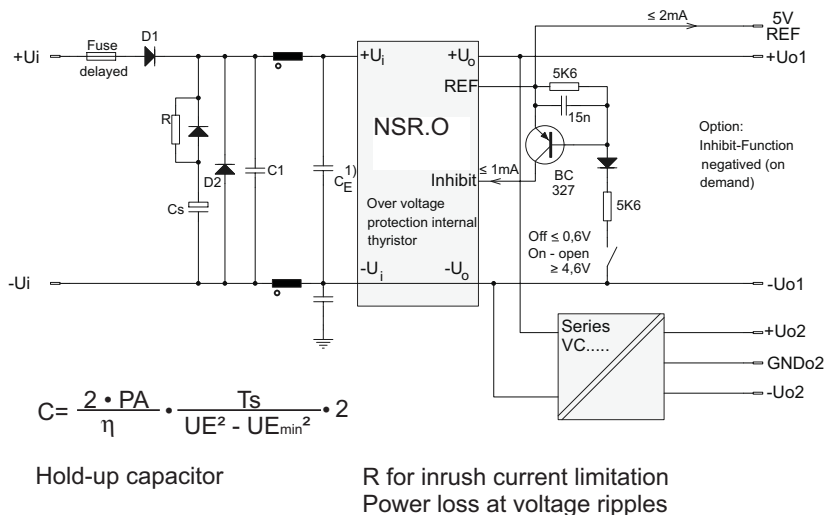 ≤ 2mA
5V
REF
+Ui
Fuse
delayed
D1
+Ui
+Uo
+Uo1
REF
5K6
15n
R
NSR.O
Option:
Inhibit-Function
negatived (on
demand)
D2
C1
CE 1)
≤ 1mA
Inhibit
BC
327
Cs
Over voltage
protection internal
thyristor
5K6
Off ≤ 0,6V
On - open
≥ 4,6V
-Ui
-Ui
-Uo
-Uo1
Series
VC.....
+Uo2
GNDo2
-Uo2
C= 2 • PA / η • Ts / UE² - UEmin² • 2
Hold-up capacitor
R for inrush current limitation
Power loss at voltage ripples